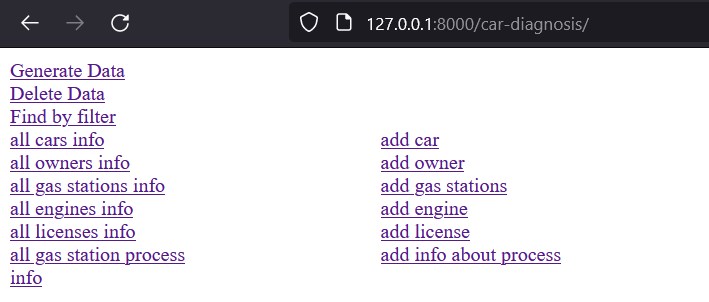 127.0.0.1:8000/car-diagnosis/
Generate Data
Delete Data
Find by filter
all cars info add car
all owners info add owner
all gas stations info add gas stations
all engines info add engine
all licenses info add license
all gas station process add info about process
info